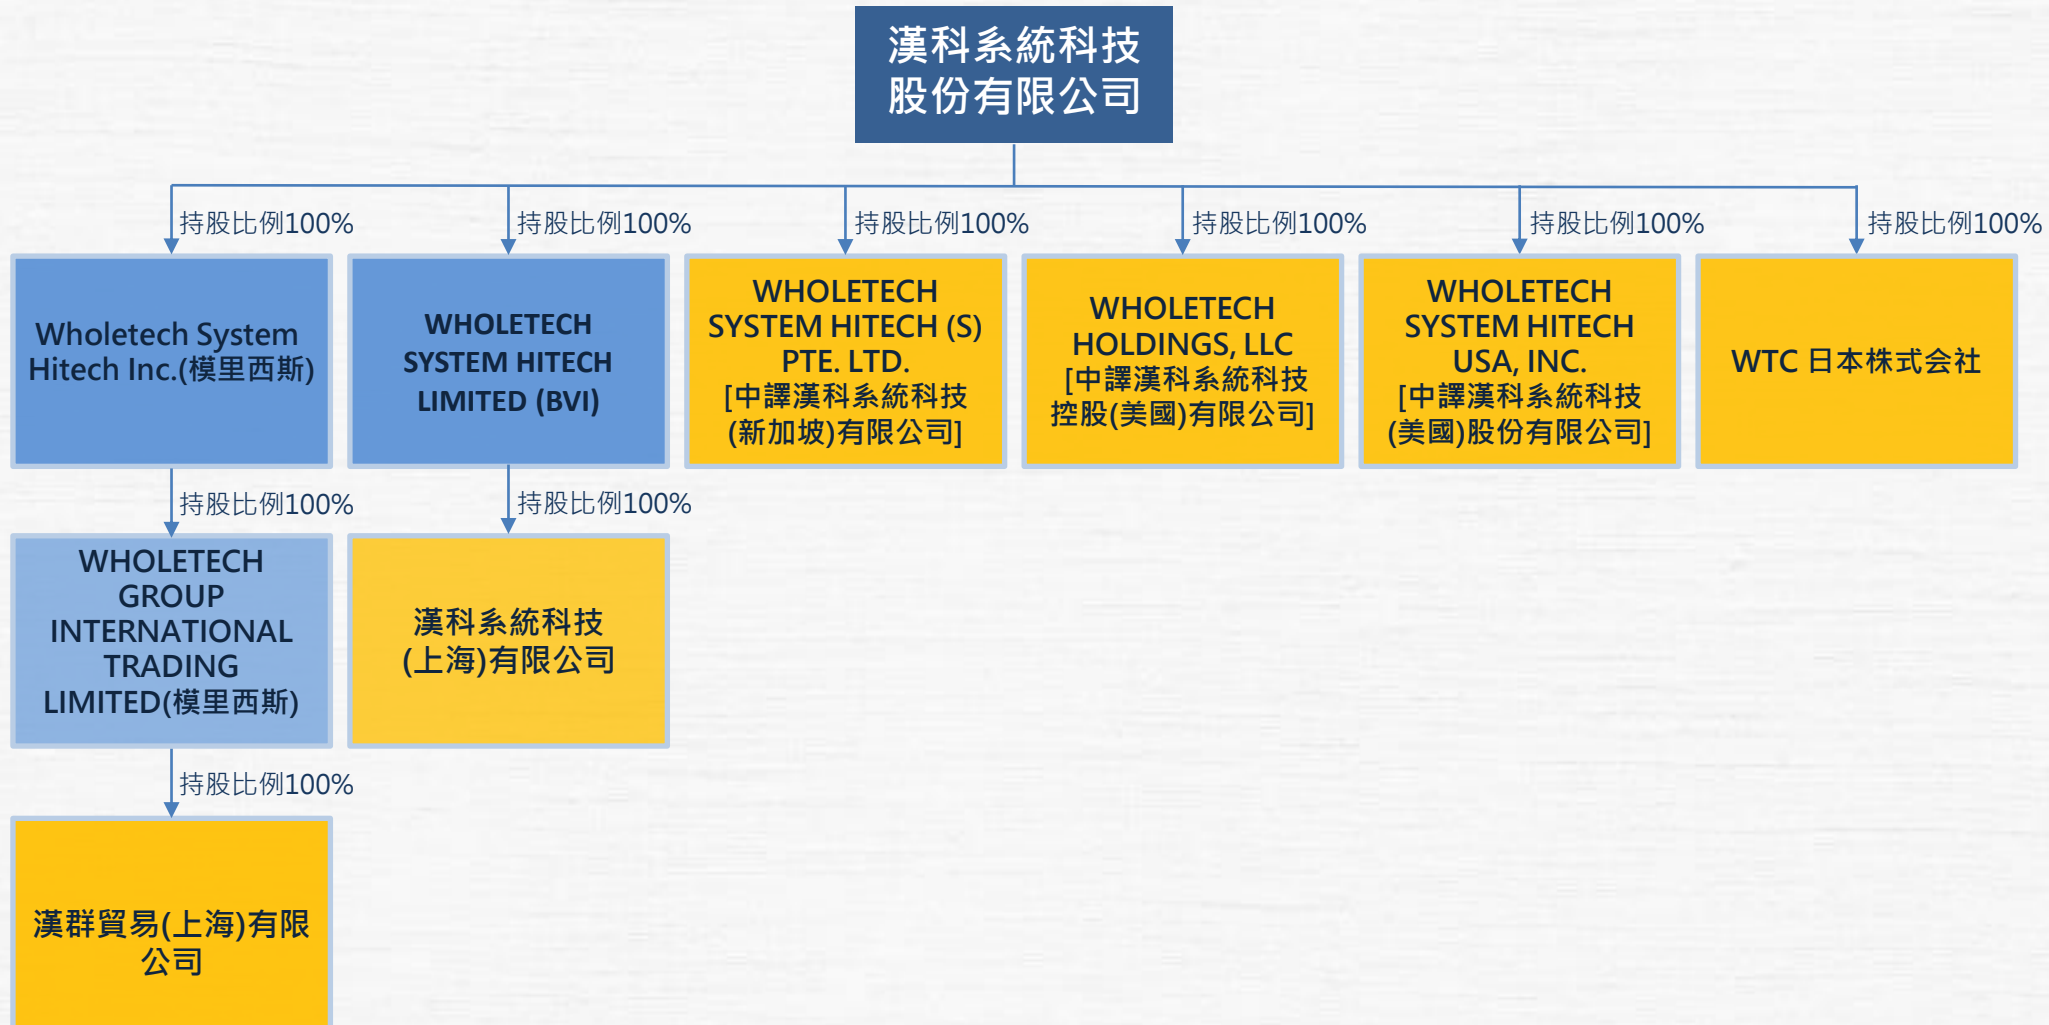 漢科系統科技
股份有限公司
持股比例100%
持股比例100%
持股比例100%
持股比例100%
持股比例100%
持股比例100%
Wholetech System
Hitech Inc.(模里西斯)
WHOLETECH
SYSTEM HITECH
LIMITED (BVI)
WHOLETECH
SYSTEM HITECH (S)
PTE. LTD.
[中譯漢科系統科技
(新加坡)有限公司]
WHOLETECH
HOLDINGS, LLC
[中譯漢科系統科技
控股(美國)有限公司]
WHOLETECH
SYSTEM HITECH
USA, INC.
[中譯漢科系統科技
(美國)股份有限公司]
WTC 日本株式会社
持股比例100%
持股比例100%
WHOLETECH
GROUP
INTERNATIONAL
TRADING
LIMITED(模里西斯)
漢科系統科技
(上海)有限公司
持股比例100%
漢群貿易(上海)有限
公司